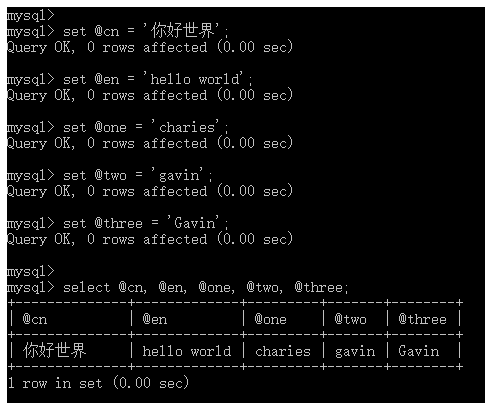 mysql>
mysql> set @cn = '你好世界';
Query OK, 0 rows affected (0.00 sec)
mysql> set @en = 'hello world';
Query OK, 0 rows affected (0.00 sec)
mysql> set @one = 'charies';
Query OK, 0 rows affected (0.00 sec)
mysql> set @two = 'gavin';
Query OK, 0 rows affected (0.00 sec)
mysql> set @three = 'Gavin';
Query OK, 0 rows affected (0.00 sec)
mysql>
mysql> select @cn, @en, @one, @two, @three;
+--------------+-------------+---------+-------+--------+
| @cn | @en | @one | @two | @three |
+--------------+-------------+---------+-------+--------+
| 你好世界 | hello world | charies | gavin | Gavin |
+--------------+-------------+---------+-------+--------+
1 row in set (0.00 sec)